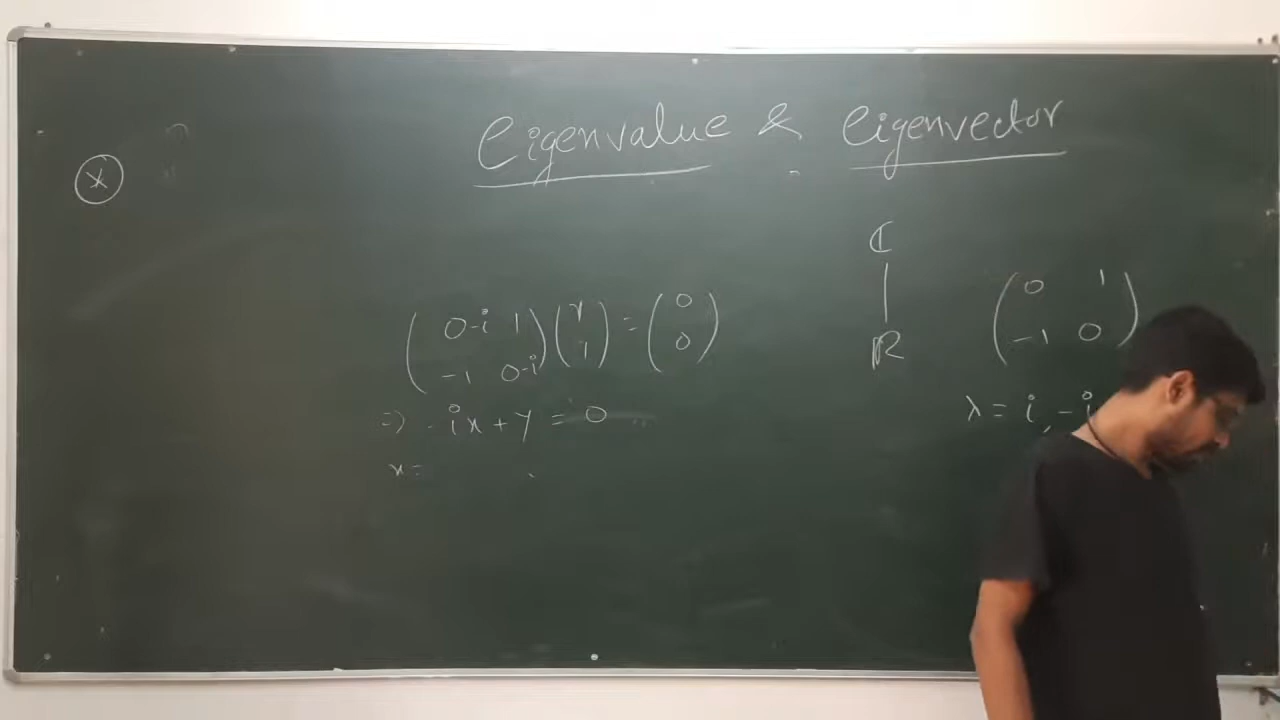 Eigenvalue & Eigenvector
*
ℂ
|
ℝ
( 0-i 1 ) ( x ) = ( 0 )
( -1 0-i ) ( y ) ( 0 )
( 0 1 )
( -1 0 )
⇒ -ix + y = 0
λ = i, -i
x =